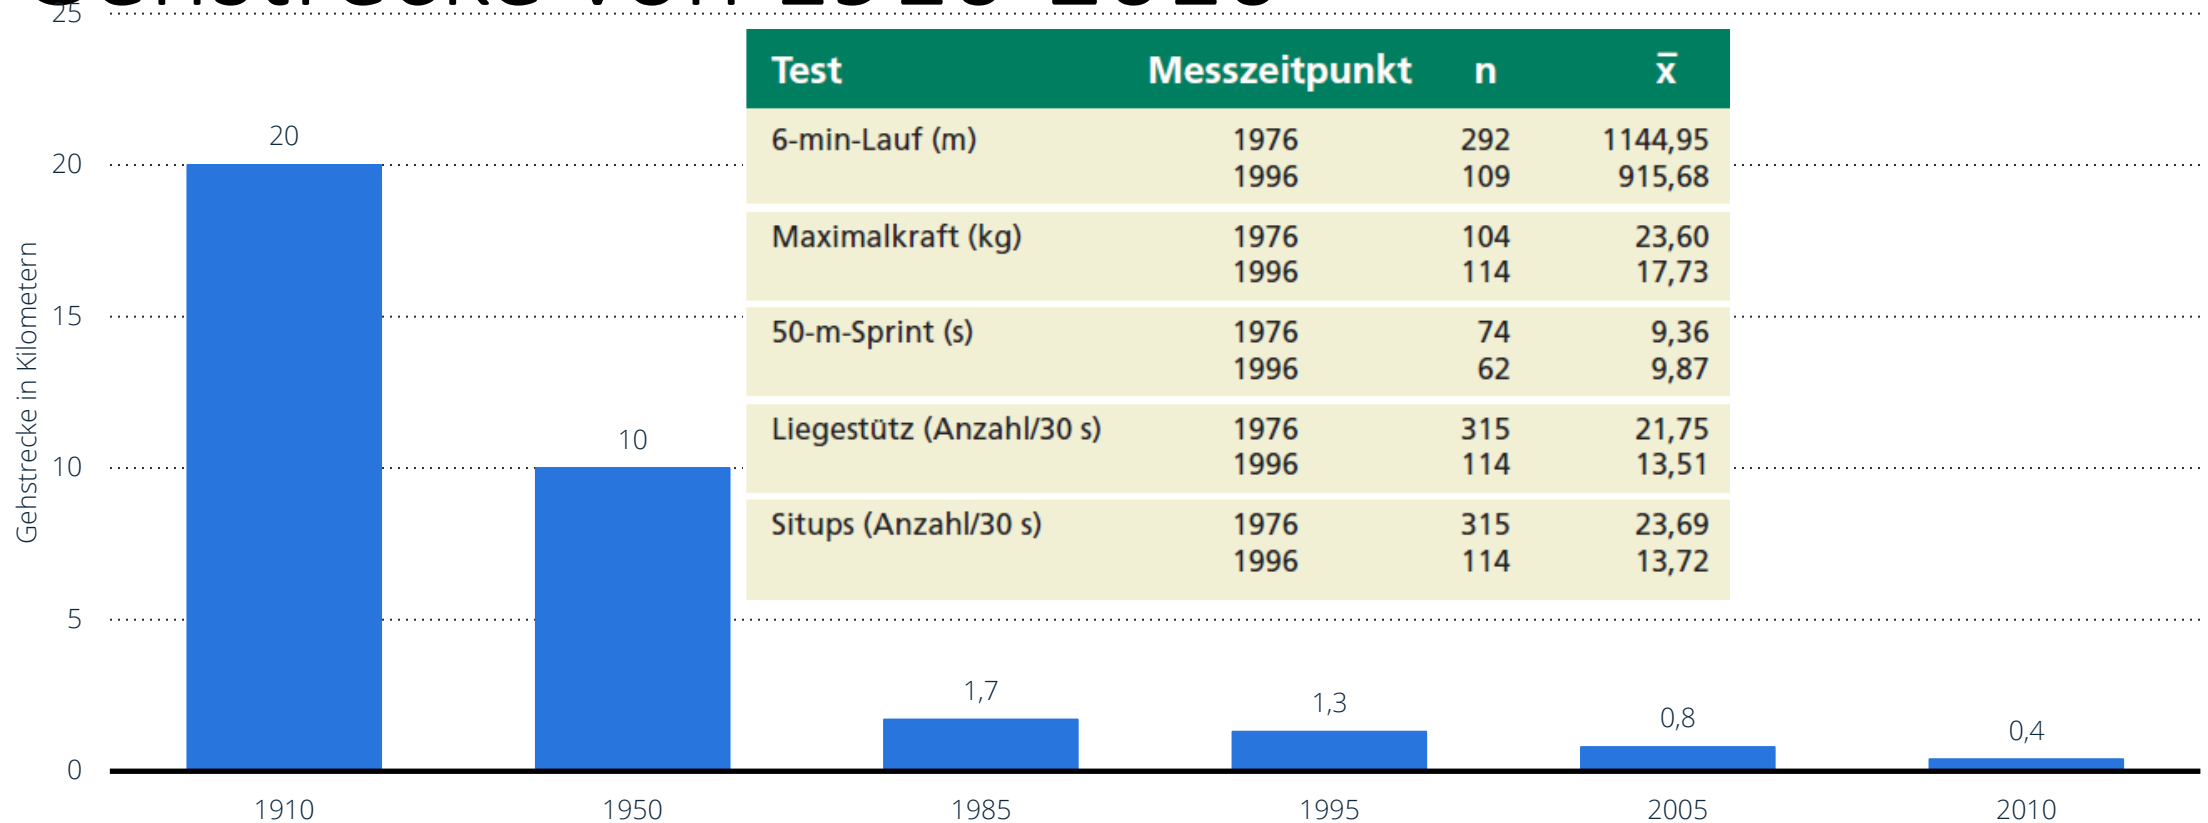 Gehstrecke von 1910-2010
25
20
15
10
5
0
Gehstrecke in Kilometern
20
10
1,7
1,3
0,8
0,4
1910 1950 1985 1995 2005 2010
Test Messzeitpunkt n x̅
6-min-Lauf (m) 1976 292 1144,95
1996 109 915,68
Maximalkraft (kg) 1976 104 23,60
1996 114 17,73
50-m-Sprint (s) 1976 74 9,36
1996 62 9,87
Liegestütz (Anzahl/30 s) 1976 315 21,75
1996 114 13,51
Situps (Anzahl/30 s) 1976 315 23,69
1996 114 13,72